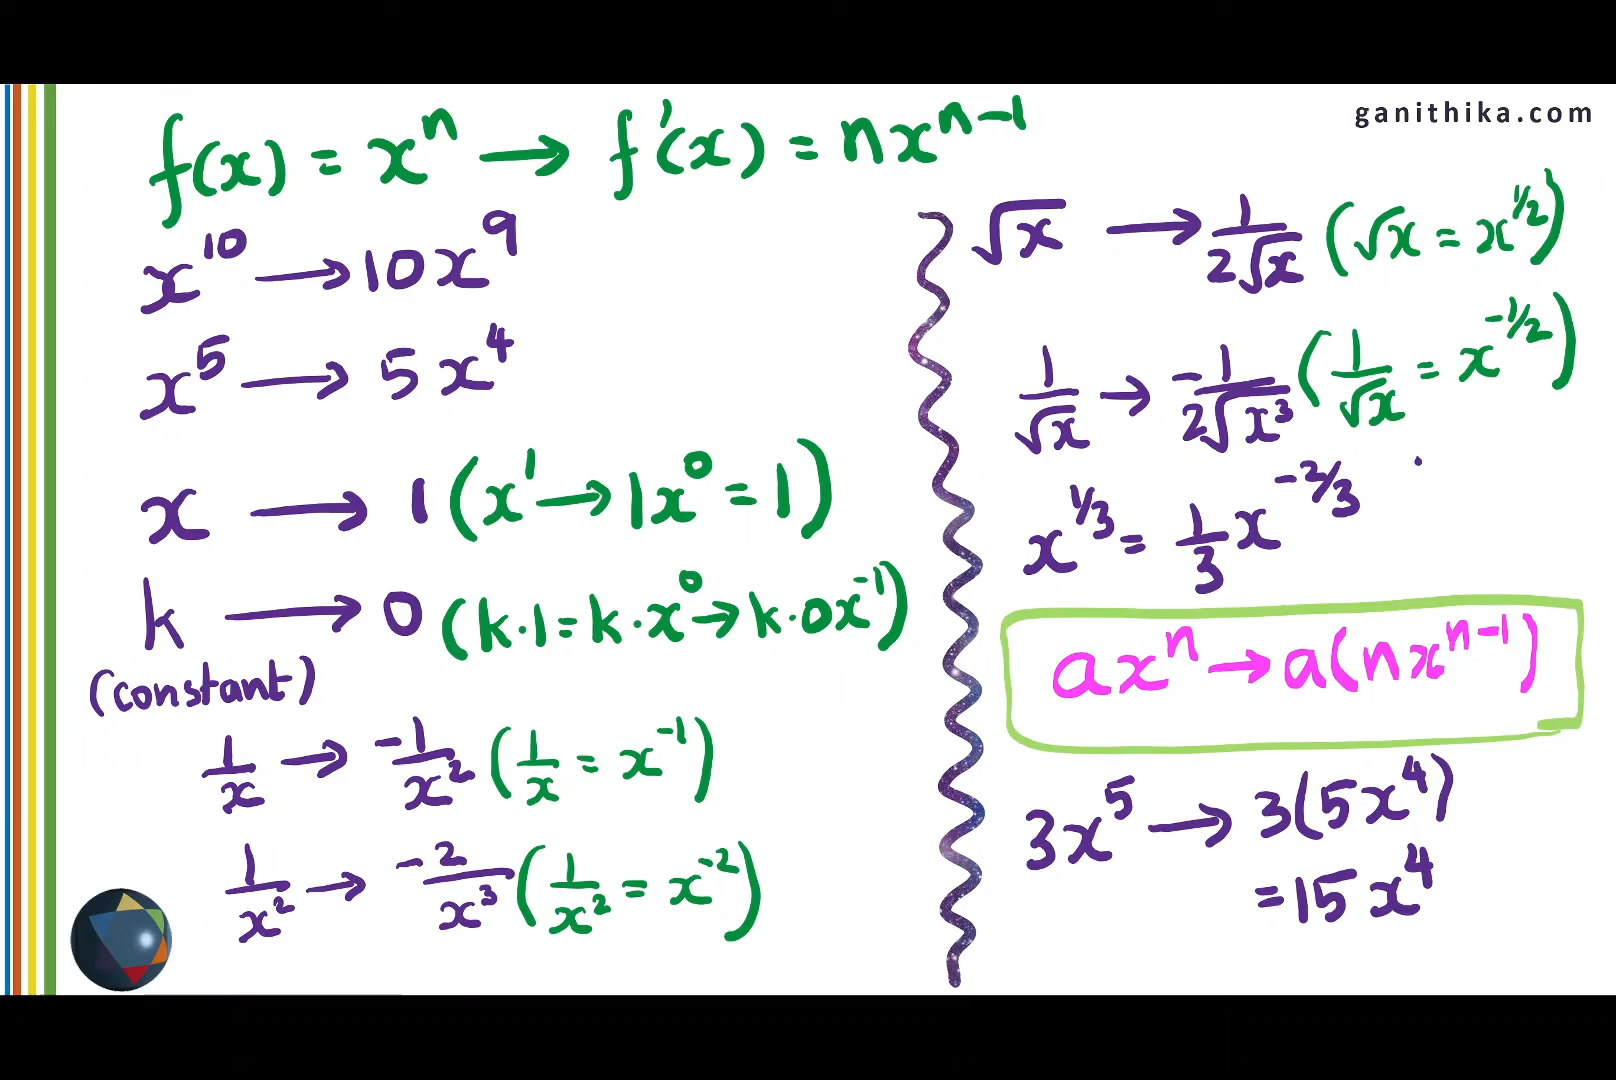 ganithika.com
f(x) = xⁿ → f'(x) = nxⁿ⁻¹
x¹⁰ → 10x⁹
x⁵ → 5x⁴
x → 1 (x¹ → 1x⁰ = 1)
k → 0 (k·1 = k·x⁰ → k·0x⁻¹)
(constant)
1/x → -1/x² (1/x = x⁻¹)
1/x² → -2/x³ (1/x² = x⁻²)
√x → 1/(2√x) (√x = x^(1/2))
1/√x → -1/(2√x³) (1/√x = x^(-1/2))
x^(1/3) = 1/3 x^(-2/3)
axⁿ → a(nxⁿ⁻¹)
3x⁵ → 3(5x⁴)
= 15x⁴